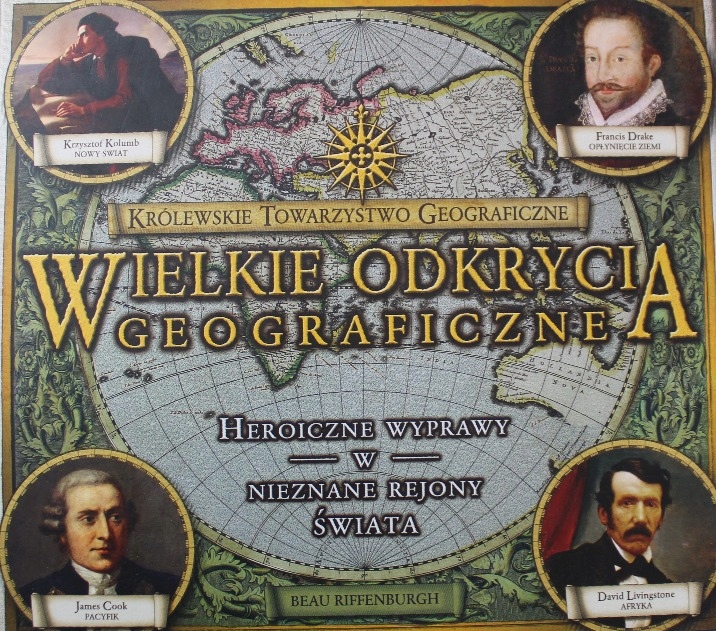 Krzysztof Kolumb
NOWY ŚWIAT
Francis Drake
OPŁYNIĘCIE ZIEMI
KRÓLEWSKIE TOWARZYSTWO GEOGRAFICZNE
WIELKIE ODKRYCIA
GEOGRAFICZNE
HEROICZNE WYPRAWY
W
NIEZNANE REJONY
ŚWIATA
James Cook
PACYFIK
BEAU RIFFENBURGH
David Livingstone
AFRYKA